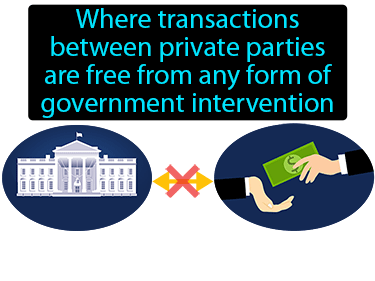 Where transactions
between private parties
are free from any form of
government intervention